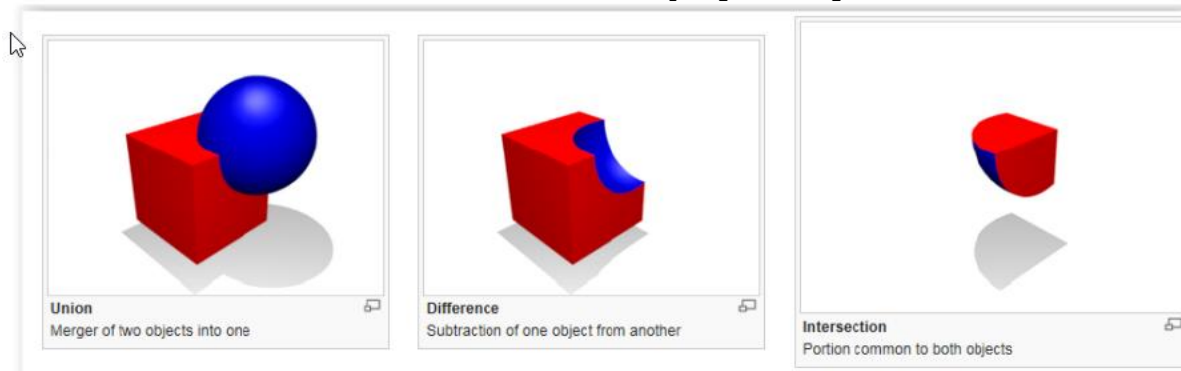 Union
Merger of two objects into one
Difference
Subtraction of one object from another
Intersection
Portion common to both objects